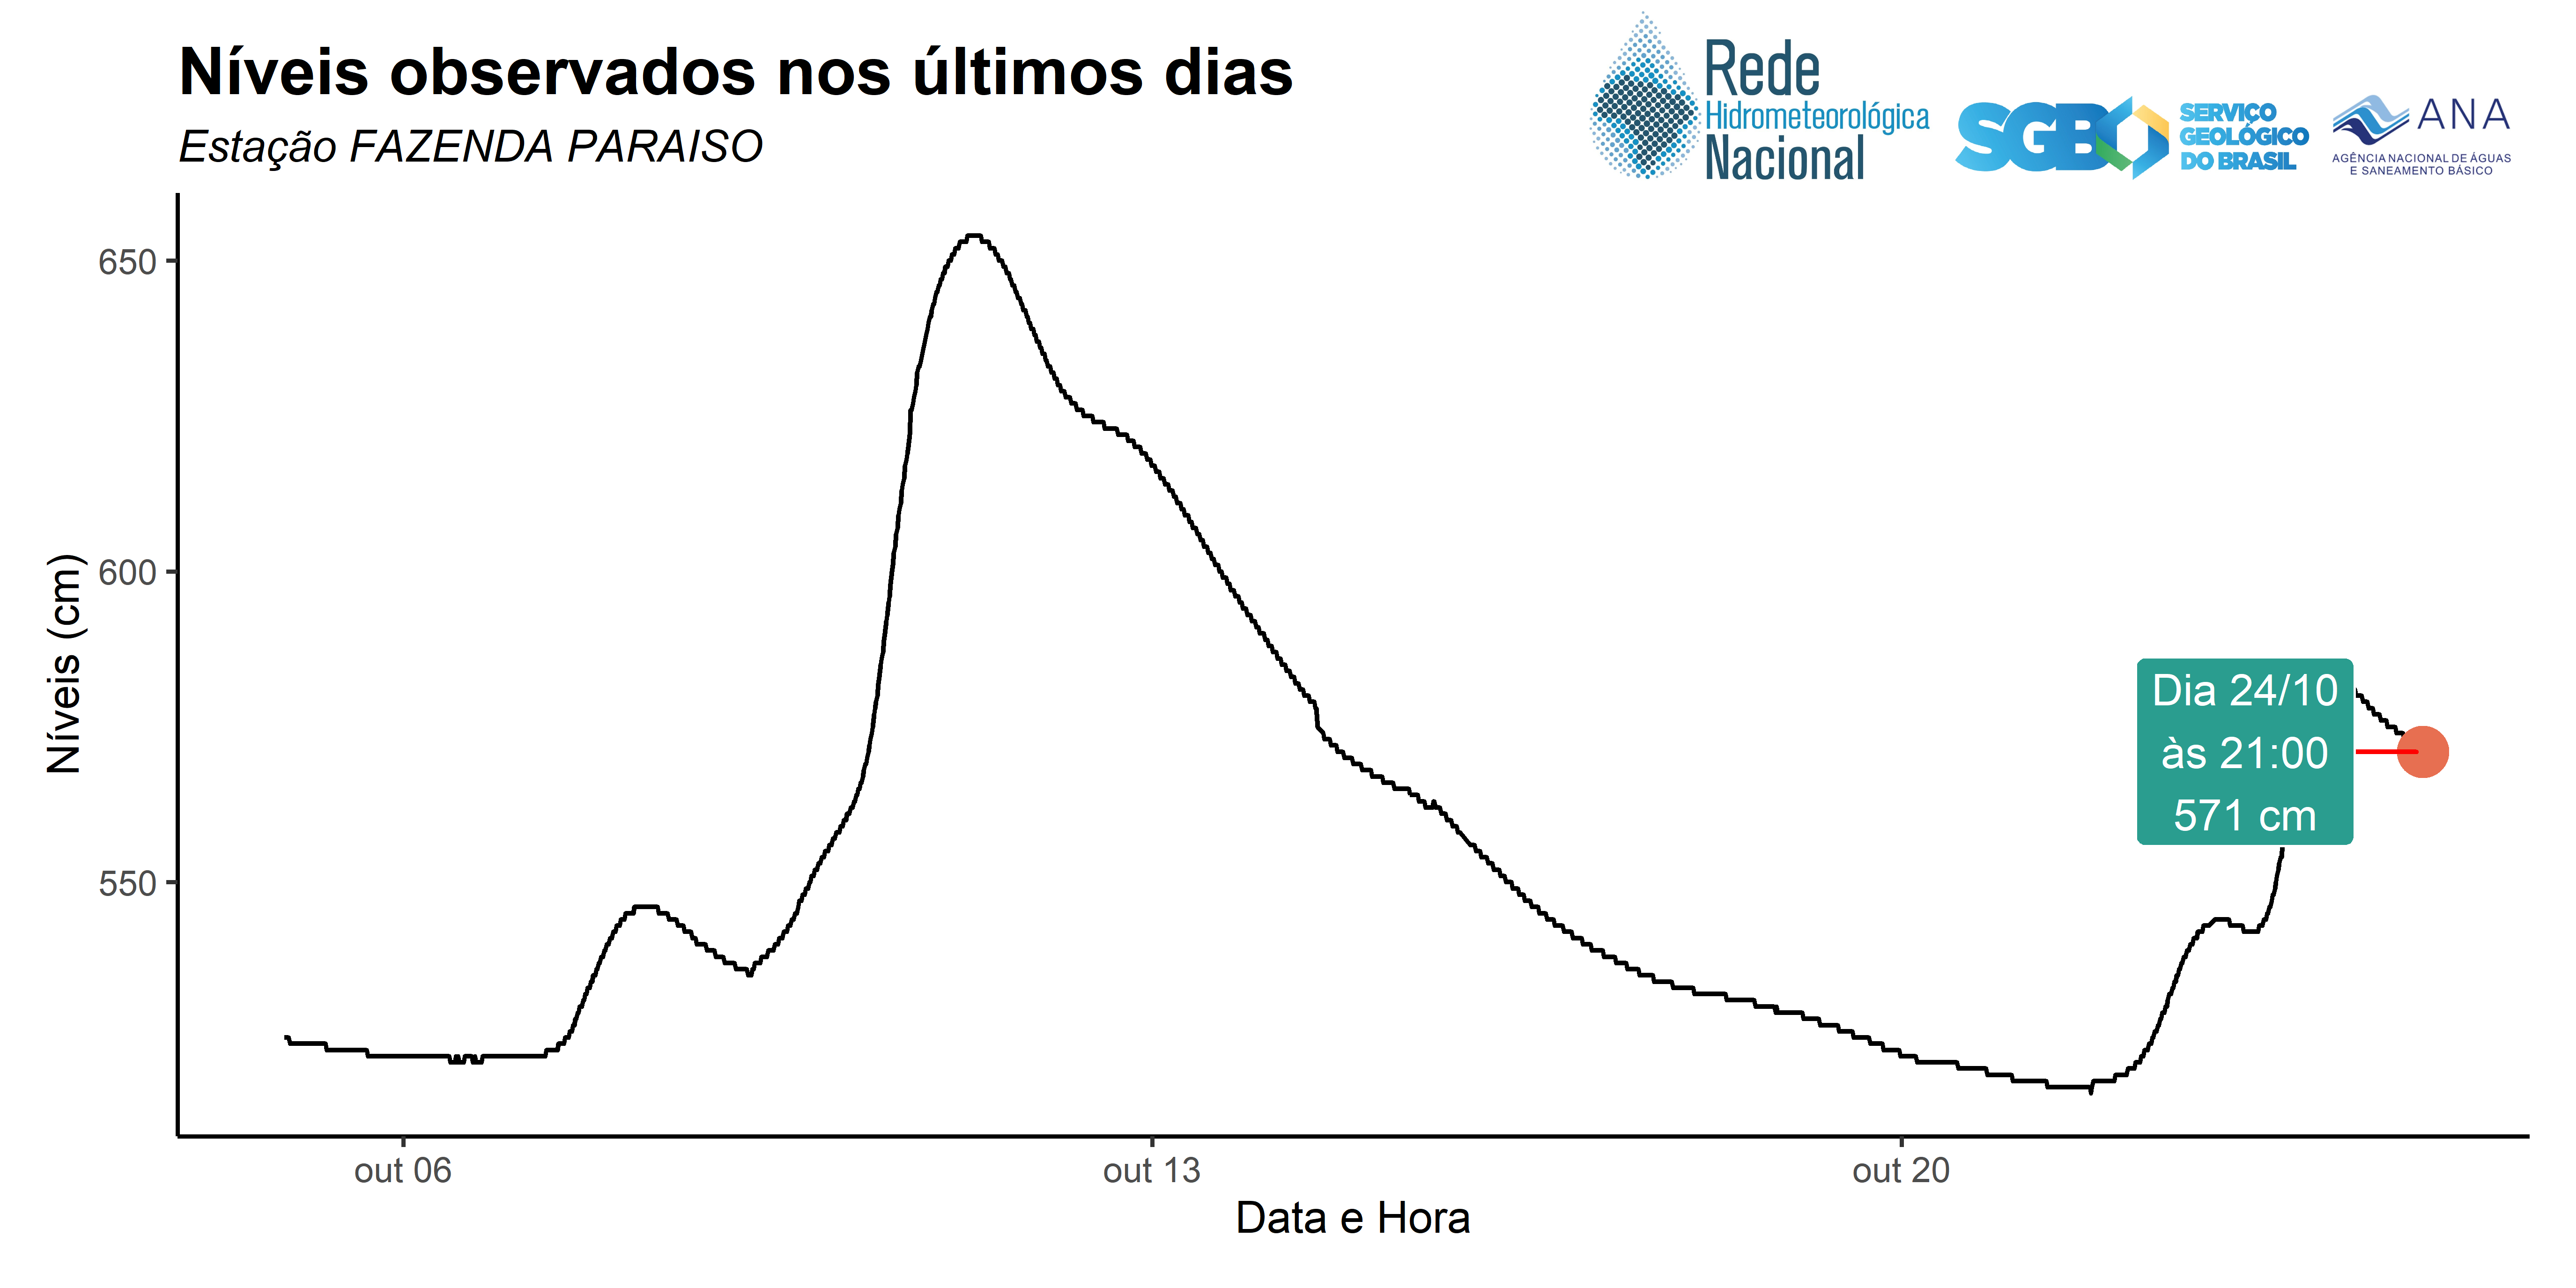 Níveis observados nos últimos dias
Estação FAZENDA PARAISO
Rede
Hidrometeorológica
Nacional
SGB
SERVIÇO
GEOLÓGICO
DO BRASIL
ANA
AGÊNCIA NACIONAL DE ÁGUAS
E SANEAMENTO BÁSICO
Níveis (cm)
650
600
550
Dia 24/10
às 21:00
571 cm
out 06
out 13
out 20
Data e Hora